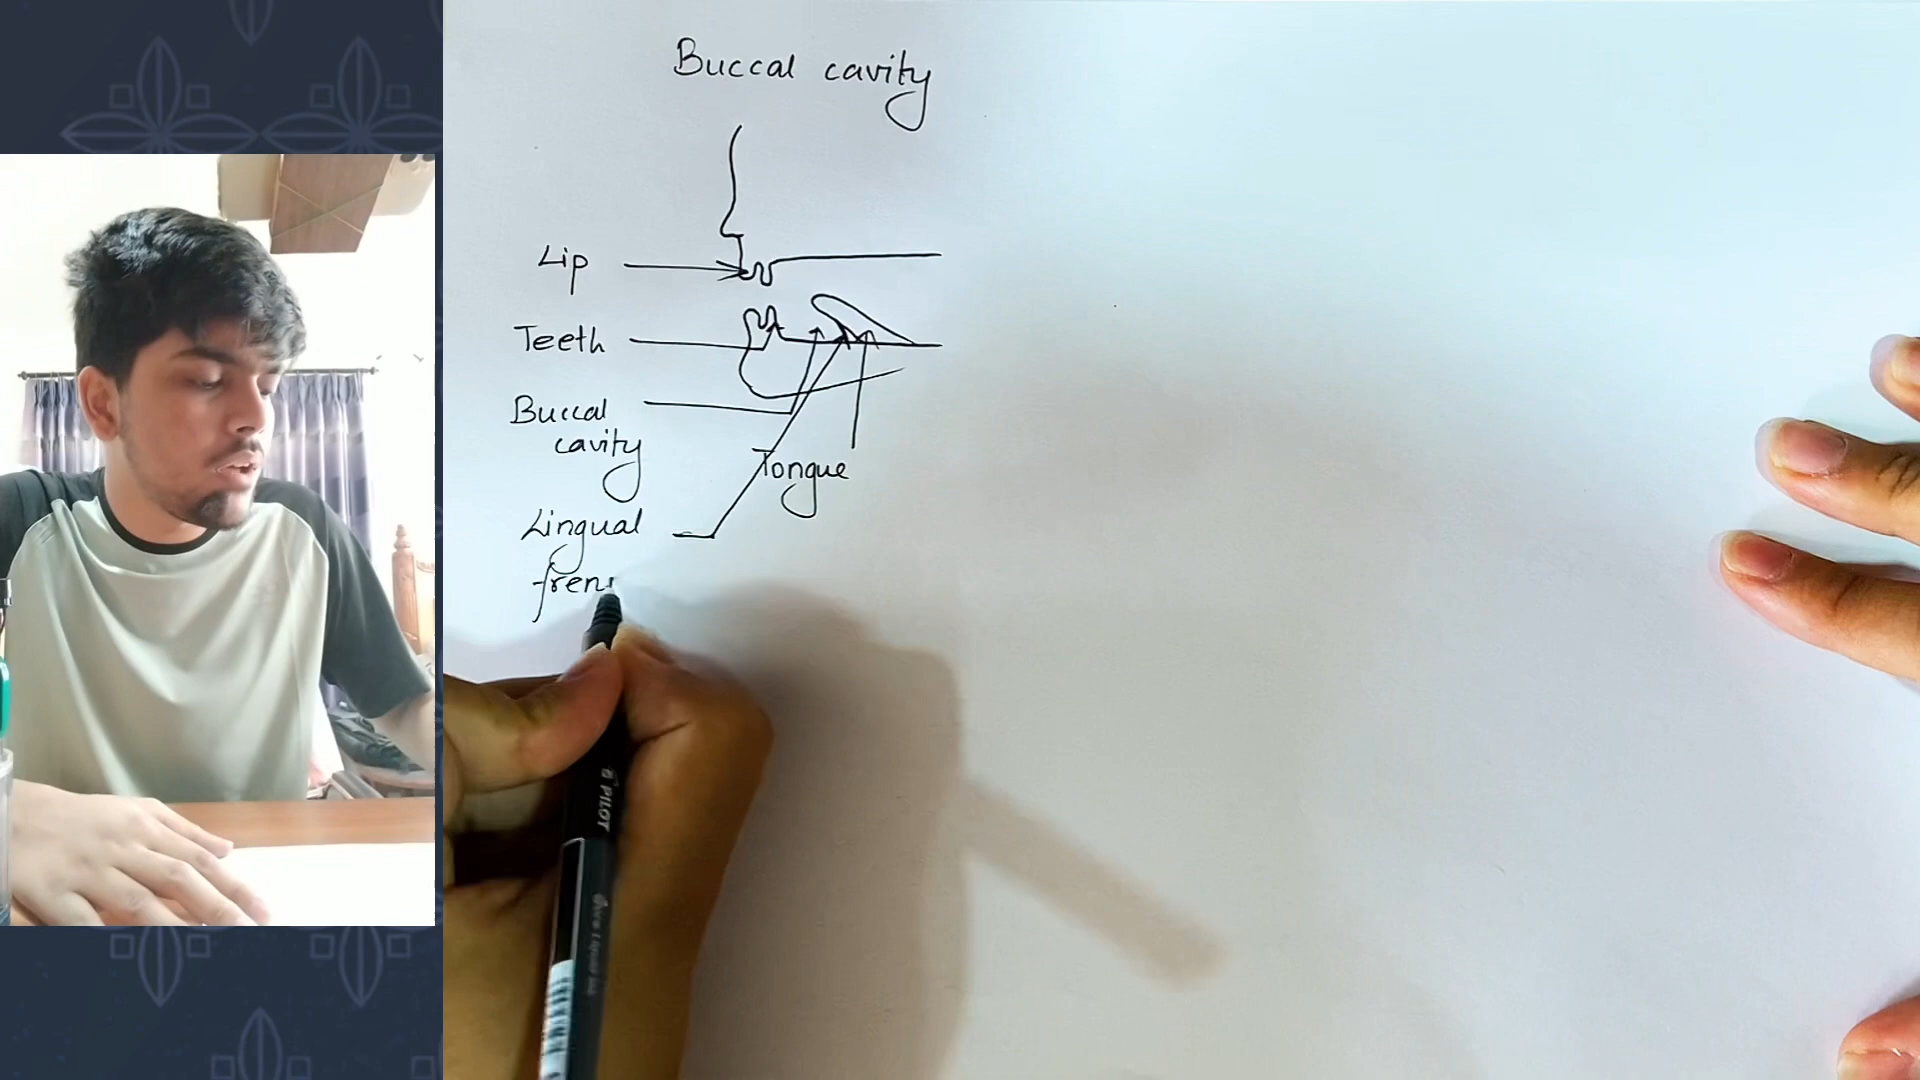 Buccal cavity
Lip
Teeth
Buccal
cavity
Tongue
Lingual
fren
PILOT